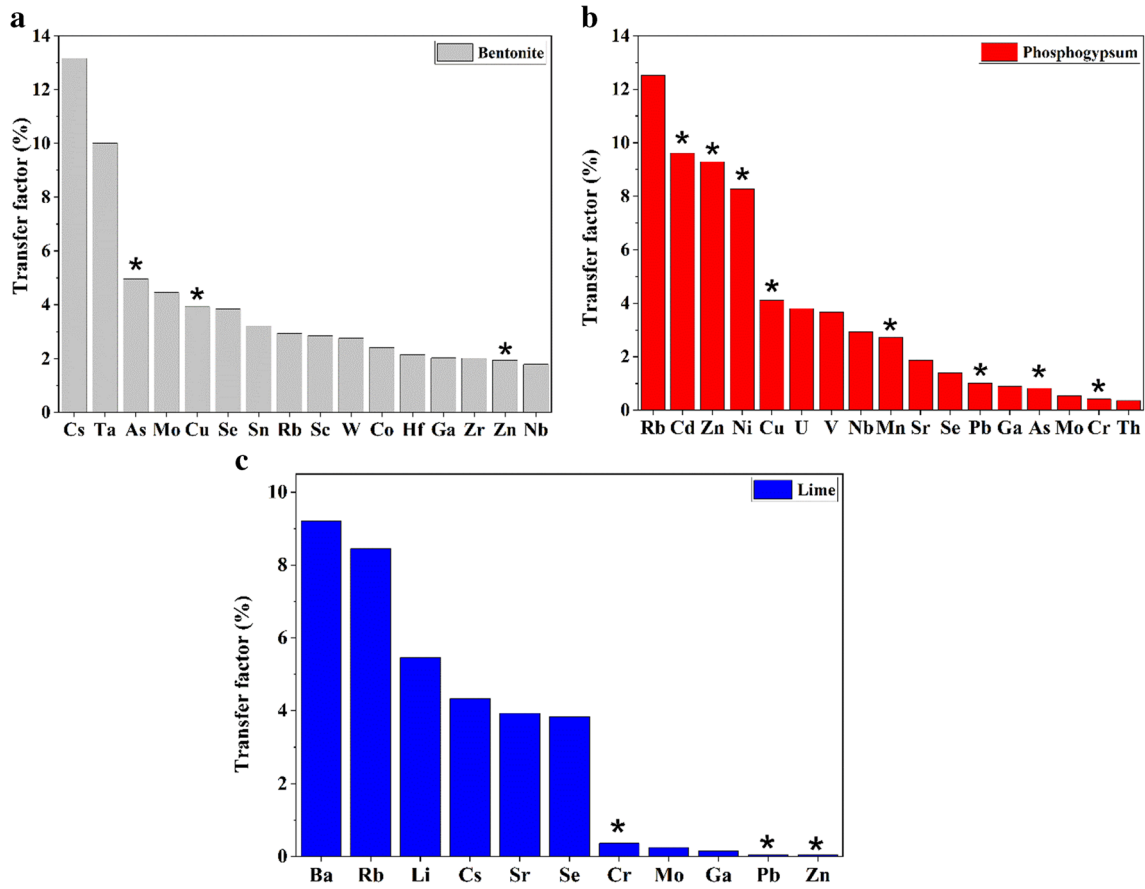 a
Bentonite
Transfer factor (%)
14
12
10
8
6
4
2
0
* * *
Cs Ta As Mo Cu Se Sn Rb Sc W Co Hf Ga Zr Zn Nb
b
Phosphogypsum
Transfer factor (%)
14
12
10
8
6
4
2
0
* * * * * * * *
Rb Cd Zn Ni Cu U V Nb Mn Sr Se Pb Ga As Mo Cr Th
c
Lime
Transfer factor (%)
10
8
6
4
2
0
* * *
Ba Rb Li Cs Sr Se Cr Mo Ga Pb Zn